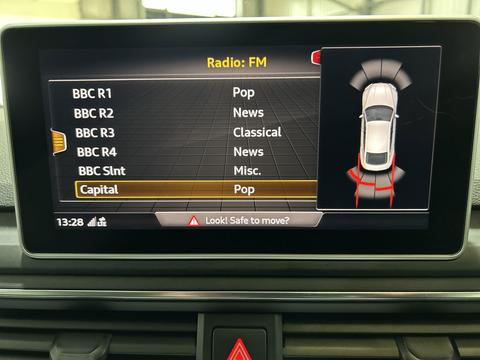 Radio: FM
BBC R1 Pop
BBC R2 News
BBC R3 Classical
BBC R4 News
BBC Slnt Misc.
Capital Pop
13:28 LTE Look! Safe to move?